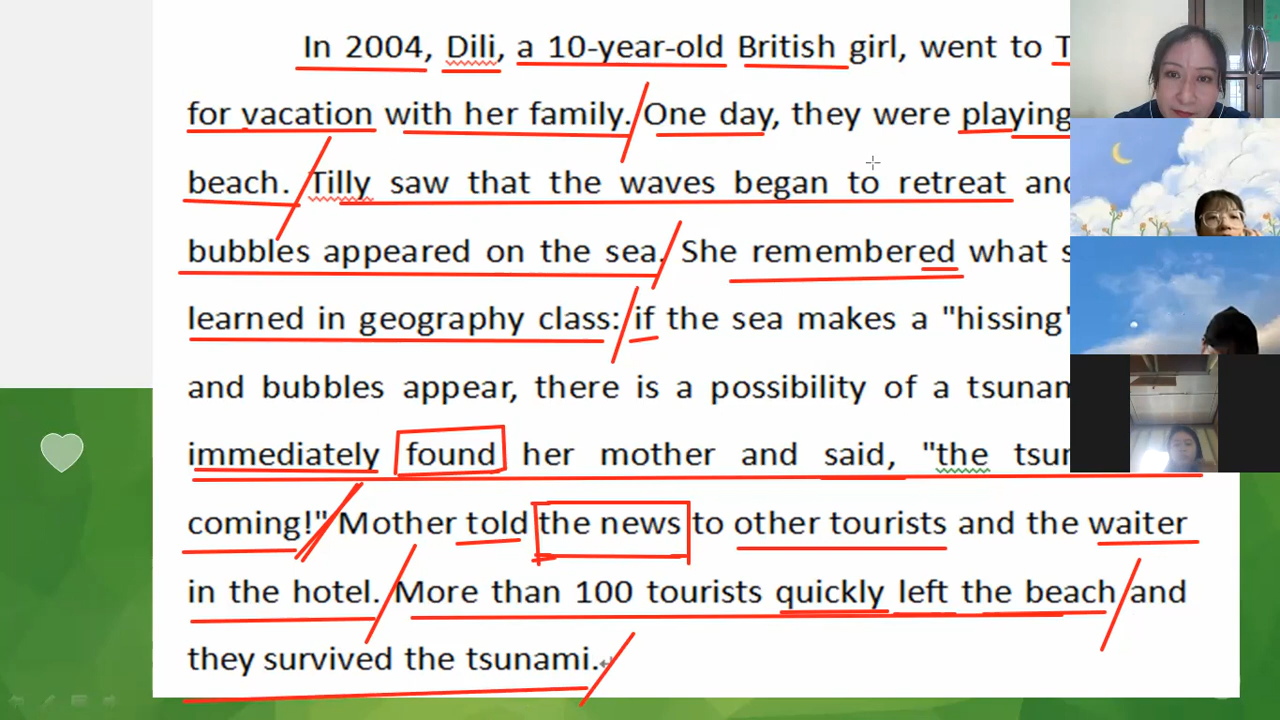 In 2004, Dili, a 10-year-old British girl, went to T
for vacation with her family. One day, they were playing
beach. Tilly saw that the waves began to retreat and
bubbles appeared on the sea. She remembered what s
learned in geography class: if the sea makes a "hissing"
and bubbles appear, there is a possibility of a tsunam
immediately found her mother and said, "the tsun
coming!" Mother told the news to other tourists and the waiter
in the hotel. More than 100 tourists quickly left the beach and
they survived the tsunami.